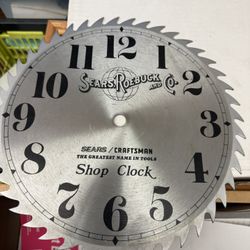 12
11
1
SEARS, ROEBUCK
AND CO.
10
2
9
3
SEARS / CRAFTSMAN
THE GREATEST NAME IN TOOLS
Shop Clock
8
4
7
5
6